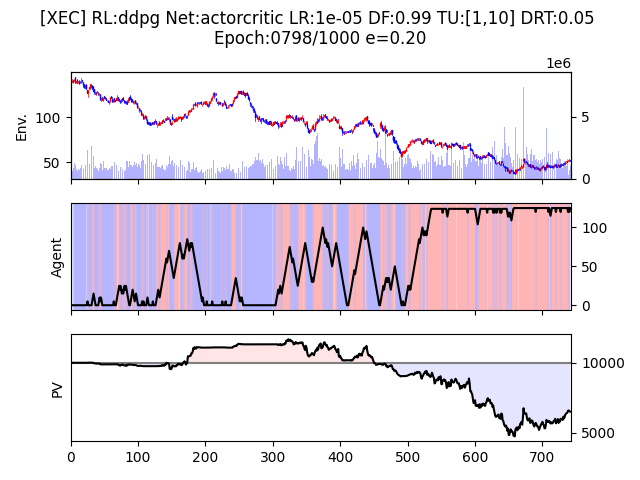 [XEC] RL:ddpg Net:actorcritic LR:1e-05 DF:0.99 TU:[1,10] DRT:0.05
Epoch:0798/1000 e=0.20
1e6
Env.
100
50
5
0
Agent
100
50
0
PV
10000
5000
0 100 200 300 400 500 600 700